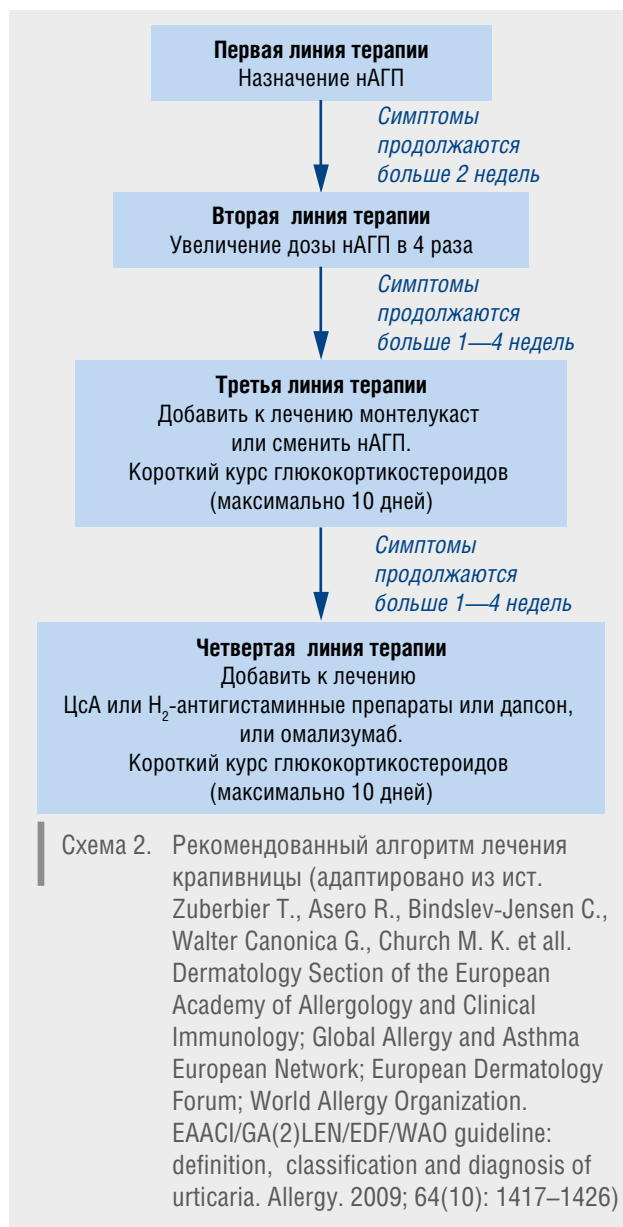 Первая линия терапии
Назначение нАГП
Симптомы
продолжаются
больше 2 недель
Вторая линия терапии
Увеличение дозы нАГП в 4 раза
Симптомы
продолжаются
больше 1—4 недель
Третья линия терапии
Добавить к лечению монтелукаст
или сменить нАГП.
Короткий курс глюкокортикостероидов
(максимально 10 дней)
Симптомы
продолжаются
больше 1—4 недель
Четвертая линия терапии
Добавить к лечению
ЦсА или H₂-антигистаминные препараты или дапсон,
или омализумаб.
Короткий курс глюкокортикостероидов
(максимально 10 дней)
Схема 2. Рекомендованный алгоритм лечения
крапивницы (адаптировано из ист.
Zuberbier T., Asero R., Bindslev-Jensen C.,
Walter Canonica G., Church M. K. et all.
Dermatology Section of the European
Academy of Allergology and Clinical
Immunology; Global Allergy and Asthma
European Network; European Dermatology
Forum; World Allergy Organization.
EAACI/GA(2)LEN/EDF/WAO guideline:
definition, classification and diagnosis of
urticaria. Allergy. 2009; 64(10): 1417–1426)